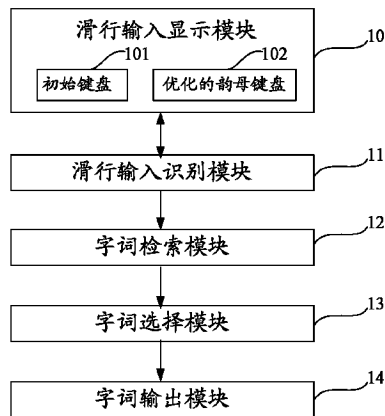 滑行输入显示模块
101
102
初始键盘
优化的韵母键盘
10
滑行输入识别模块
11
字词检索模块
12
字词选择模块
13
字词输出模块
14